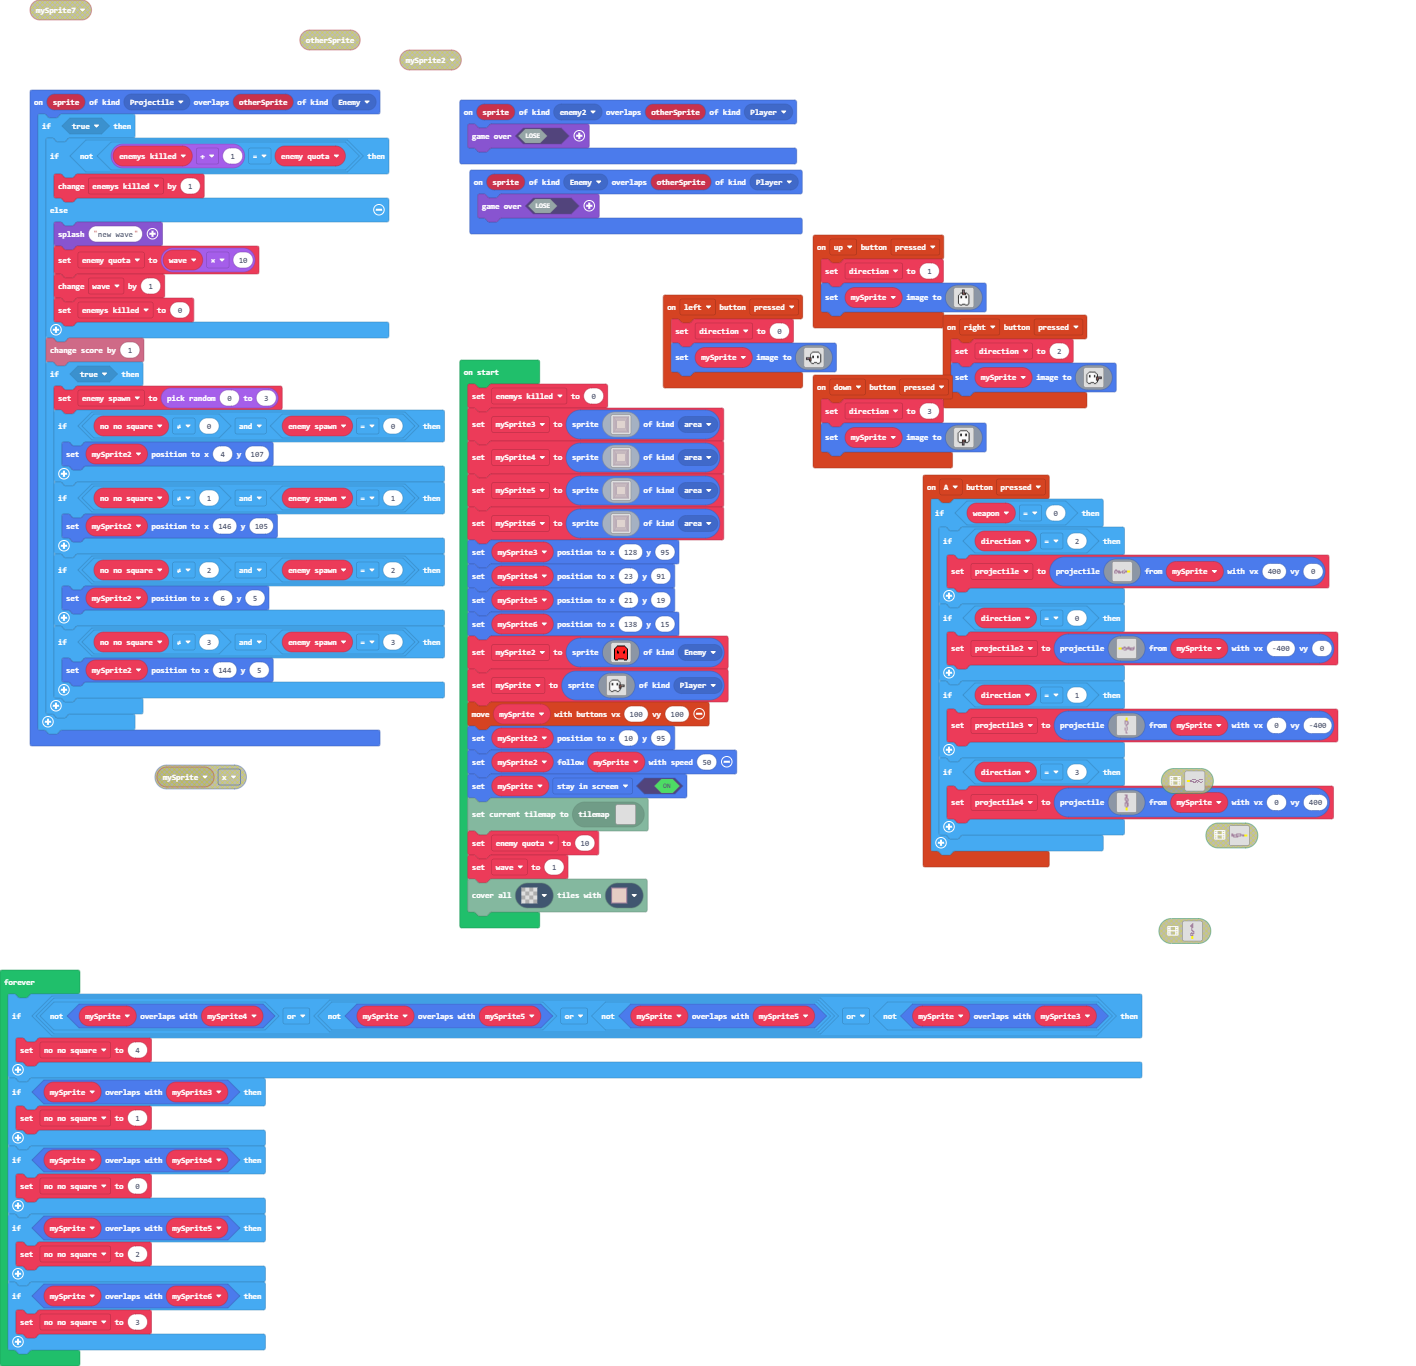 mySprite7
otherSprite
mySprite2
on sprite of kind Projectile overlaps otherSprite of kind Enemy
if true then
if not enemys killed + 1 = enemy quota then
change enemys killed by 1
else
splash "new wave"
set enemy quota to wave x 10
change wave by 1
set enemys killed to 0
change score by 1
if true then
set enemy spawn to pick random 0 to 3
if no no square ≠ 0 and enemy spawn = 0 then
set mySprite2 position to x 4 y 107
if no no square ≠ 1 and enemy spawn = 1 then
set mySprite2 position to x 146 y 105
if no no square ≠ 2 and enemy spawn = 2 then
set mySprite2 position to x 6 y 5
if no no square ≠ 3 and enemy spawn = 3 then
set mySprite2 position to x 144 y 5
mySprite x
on sprite of kind enemy2 overlaps otherSprite of kind Player
game over LOSE
on sprite of kind Enemy overlaps otherSprite of kind Player
game over LOSE
on up button pressed
set direction to 1
set mySprite image to
on left button pressed
set direction to 0
set mySprite image to
on right button pressed
set direction to 2
set mySprite image to
on down button pressed
set direction to 3
set mySprite image to
on start
set enemys killed to 0
set mySprite3 to sprite of kind area
set mySprite4 to sprite of kind area
set mySprite5 to sprite of kind area
set mySprite6 to sprite of kind area
set mySprite3 position to x 128 y 95
set mySprite4 position to x 23 y 91
set mySprite5 position to x 21 y 19
set mySprite6 position to x 138 y 15
set mySprite2 to sprite of kind Enemy
set mySprite to sprite of kind Player
move mySprite with buttons vx 100 vy 100
set mySprite2 position to x 10 y 95
set mySprite2 follow mySprite with speed 50
set mySprite stay in screen ON
set current tilemap to tilemap
set enemy quota to 10
set wave to 1
cover all tiles with
on A button pressed
if weapon = 0 then
if direction = 2 then
set projectile to projectile from mySprite with vx 400 vy 0
if direction = 0 then
set projectile2 to projectile from mySprite with vx -400 vy 0
if direction = 1 then
set projectile3 to projectile from mySprite with vx 0 vy -400
if direction = 3 then
set projectile4 to projectile from mySprite with vx 0 vy 400
forever
if not mySprite overlaps with mySprite4 or not mySprite overlaps with mySprite5 or not mySprite overlaps with mySprite5 or not mySprite overlaps with mySprite3 then
set no no square to 4
if mySprite overlaps with mySprite3 then
set no no square to 1
if mySprite overlaps with mySprite4 then
set no no square to 0
if mySprite overlaps with mySprite5 then
set no no square to 2
if mySprite overlaps with mySprite6 then
set no no square to 3